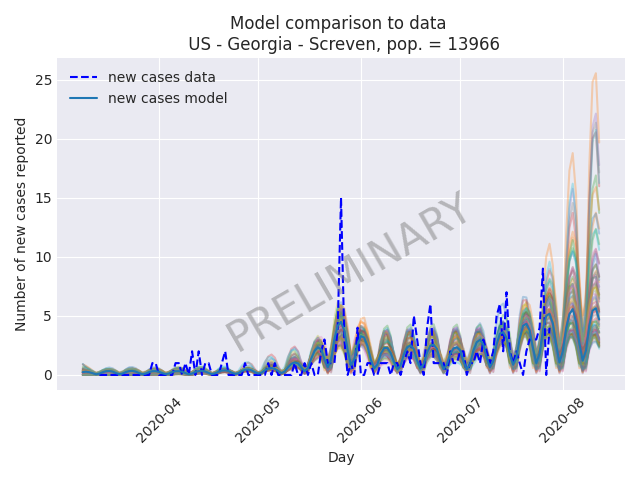 Model comparison to data
US - Georgia - Screven, pop. = 13966
new cases data
new cases model
Number of new cases reported
25
20
15
10
5
0
PRELIMINARY
2020-04
2020-05
2020-06
2020-07
2020-08
Day